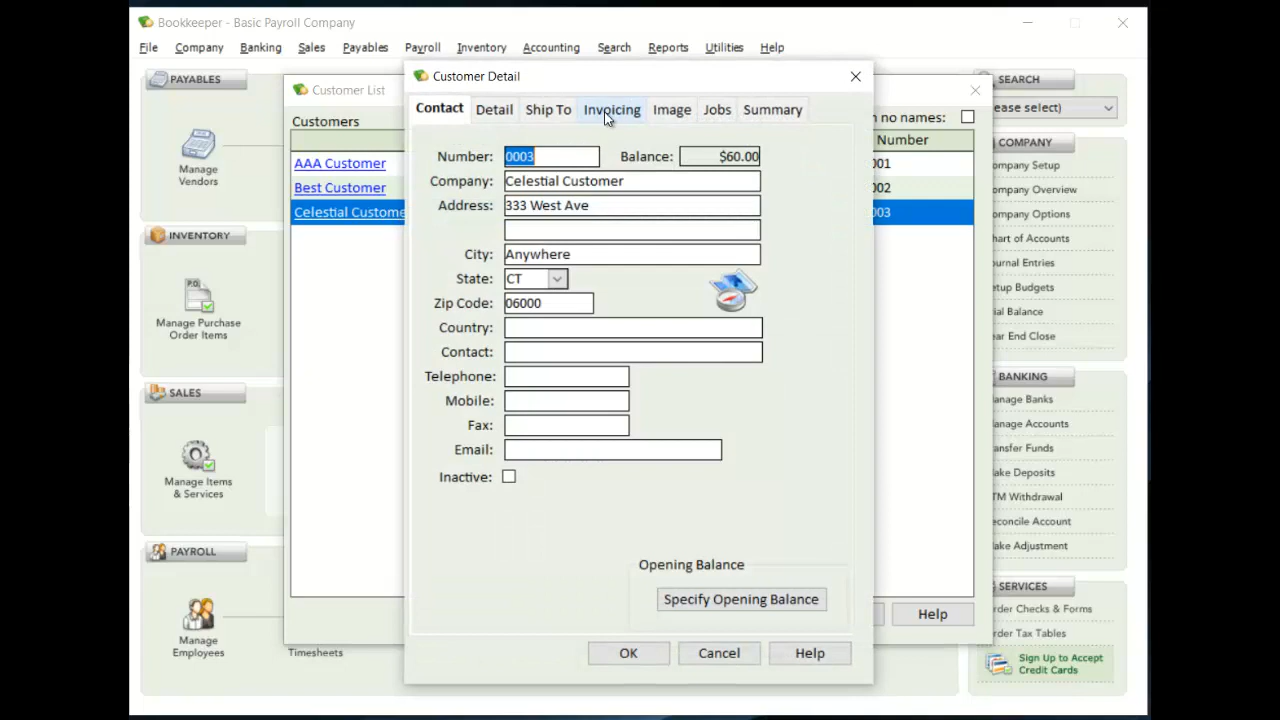 Bookkeeper - Basic Payroll Company
File Company Banking Sales Payables Payroll Inventory Accounting Search Reports Utilities Help
PAYABLES
Manage
Vendors
INVENTORY
Manage Purchase
Order Items
SALES
Manage Items
& Services
PAYROLL
Manage
Employees
Timesheets
Customer List
Customers
n no names:
Number
AAA Customer
001
Best Customer
002
Celestial Custome
003
Help
Customer Detail
Contact Detail Ship To Invoicing Image Jobs Summary
Number: 0003 Balance: $60.00
Company: Celestial Customer
Address: 333 West Ave
City: Anywhere
State: CT
Zip Code: 06000
Country:
Contact:
Telephone:
Mobile:
Fax:
Email:
Inactive:
Opening Balance
Specify Opening Balance
OK Cancel Help
SEARCH
ease select)
COMPANY
ompany Setup
ompany Overview
ompany Options
hart of Accounts
ournal Entries
etup Budgets
ial Balance
ear End Close
BANKING
anage Banks
anage Accounts
ansfer Funds
ake Deposits
TM Withdrawal
econcile Account
ake Adjustment
SERVICES
rder Checks & Forms
rder Tax Tables
Sign Up to Accept
Credit Cards